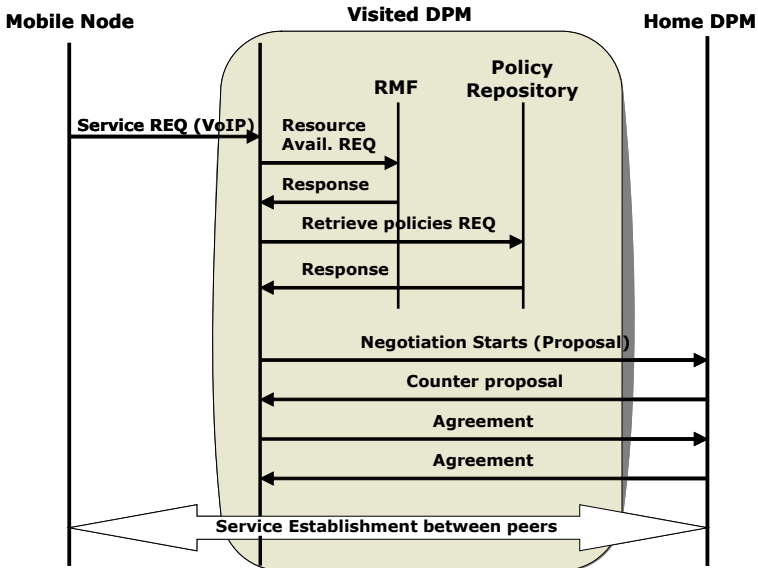 Mobile Node
Visited DPM
Home DPM
RMF
Policy
Repository
Service REQ (VoIP)
Resource
Avail. REQ
Response
Retrieve policies REQ
Response
Negotiation Starts (Proposal)
Counter proposal
Agreement
Agreement
Service Establishment between peers